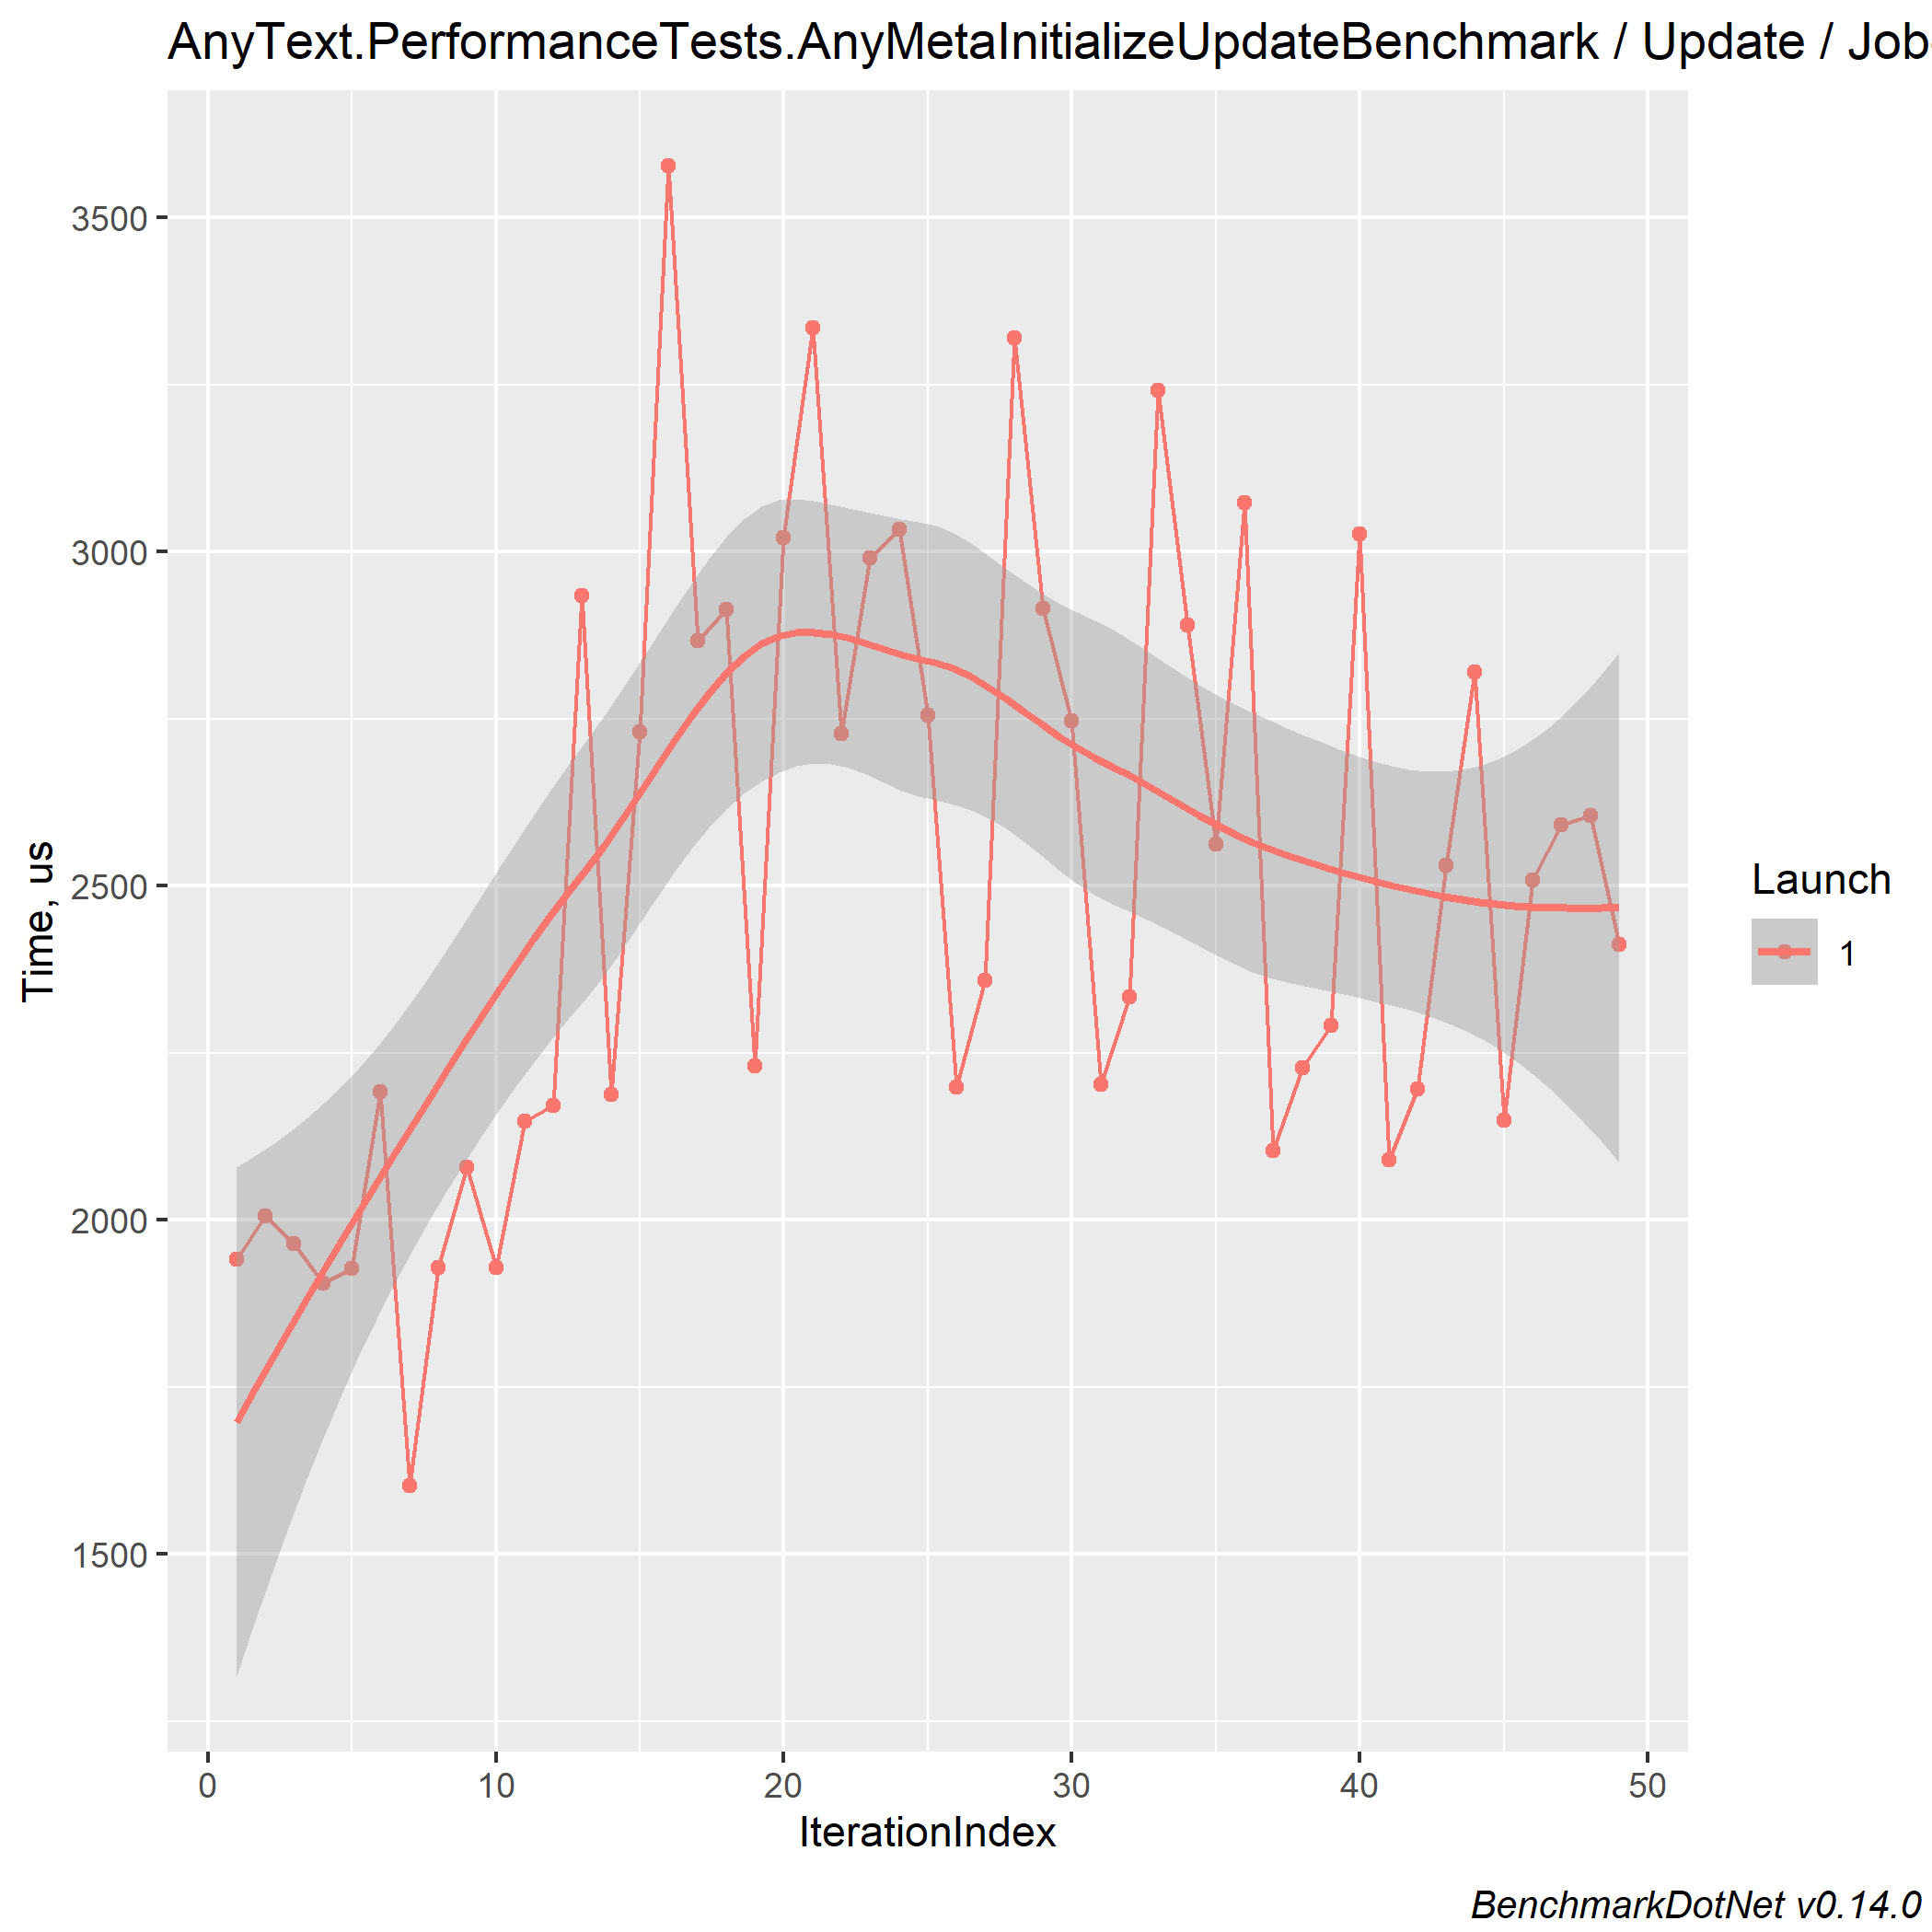 AnyText.PerformanceTests.AnyMetaInitializeUpdateBenchmark / Update / Job
Time, us
3500
3000
2500
2000
1500
0 10 20 30 40 50
IterationIndex
Launch
1
BenchmarkDotNet v0.14.0